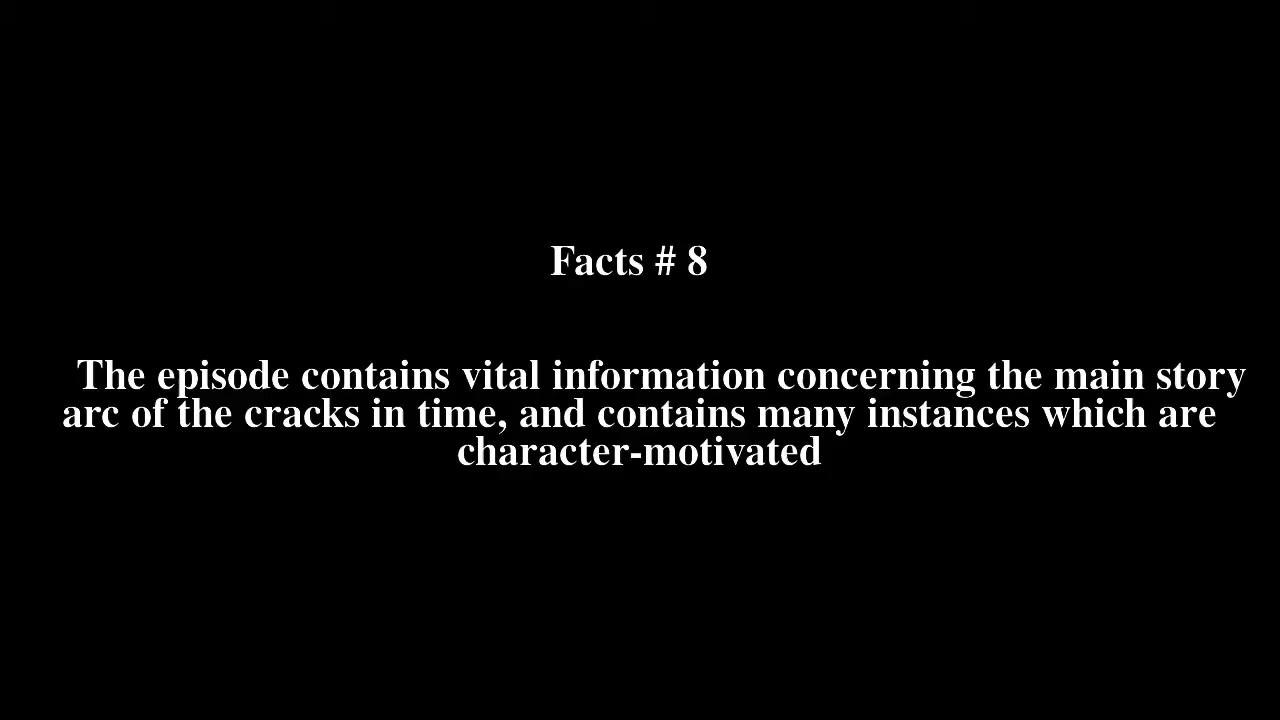 Facts # 8
The episode contains vital information concerning the main story
arc of the cracks in time, and contains many instances which are
character-motivated